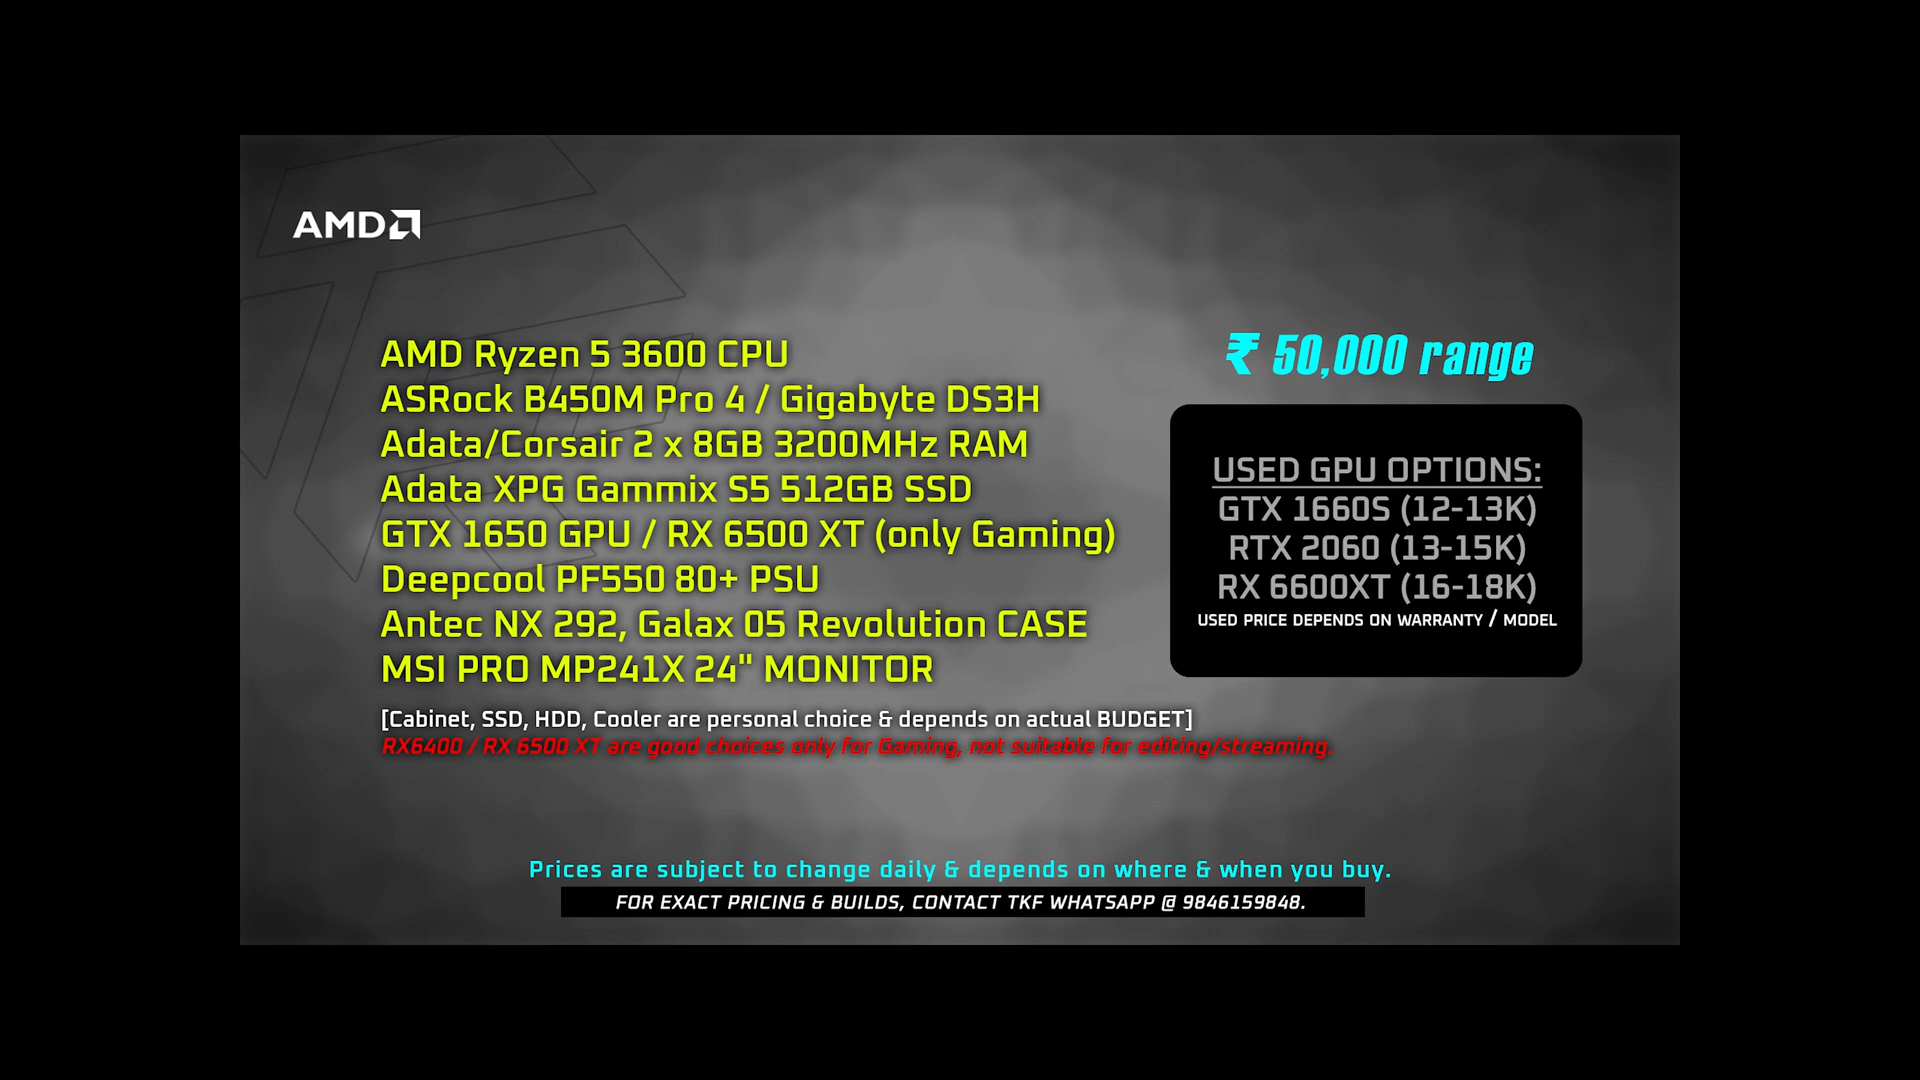 AMD
AMD Ryzen 5 3600 CPU
ASRock B450M Pro 4 / Gigabyte DS3H
Adata/Corsair 2 x 8GB 3200MHz RAM
Adata XPG Gammix S5 512GB SSD
GTX 1650 GPU / RX 6500 XT (only Gaming)
Deepcool PF550 80+ PSU
Antec NX 292, Galax 05 Revolution CASE
MSI PRO MP241X 24" MONITOR
[Cabinet, SSD, HDD, Cooler are personal choice & depends on actual BUDGET]
RX6400 / RX 6500 XT are good choices only for Gaming, not suitable for editing/streaming.
₹ 50,000 range
USED GPU OPTIONS:
GTX 1660S (12-13K)
RTX 2060 (13-15K)
RX 6600XT (16-18K)
USED PRICE DEPENDS ON WARRANTY / MODEL
Prices are subject to change daily & depends on where & when you buy.
FOR EXACT PRICING & BUILDS, CONTACT TKF WHATSAPP @ 9846159848.